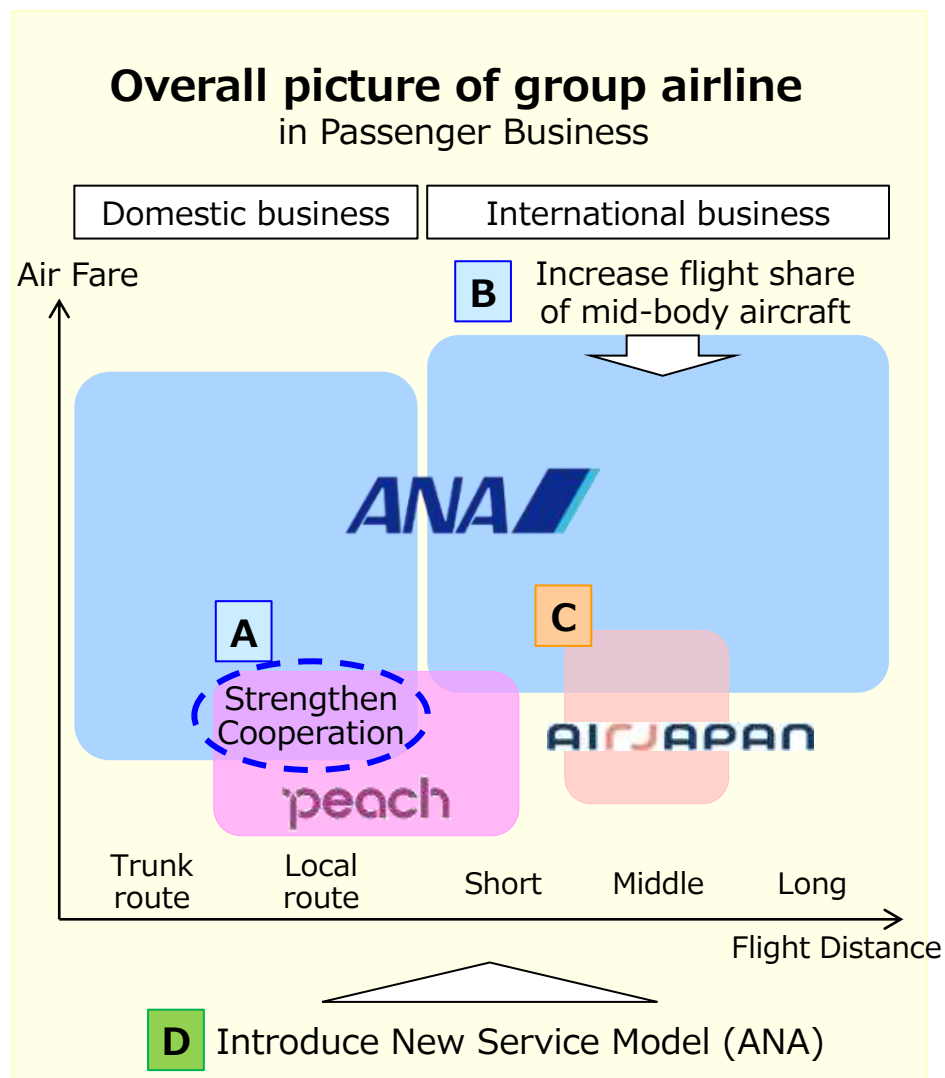 Overall picture of group airline
in Passenger Business
Domestic business
International business
Air Fare
B
Increase flight share
of mid-body aircraft
ANA
A
C
Strengthen
Cooperation
AIRJAPAN
peach
Trunk
route
Local
route
Short
Middle
Long
Flight Distance
D
Introduce New Service Model (ANA)